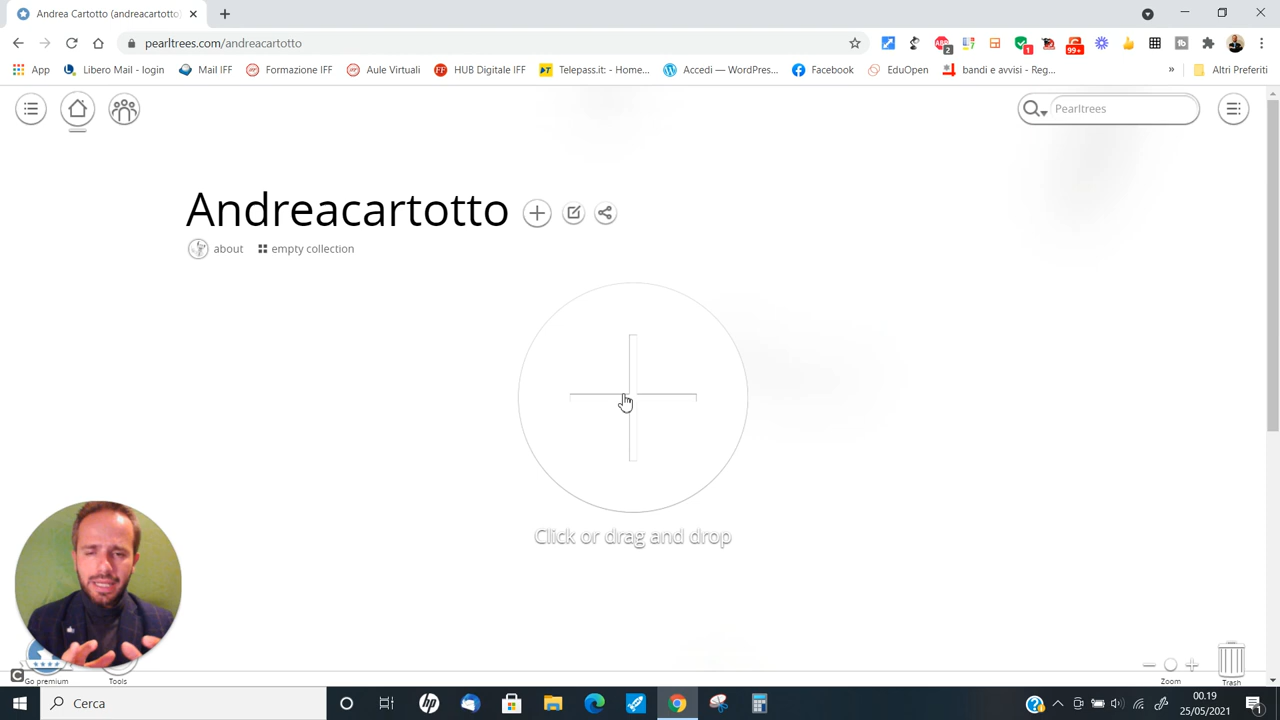 Andrea Cartotto (andreacartotto)
pearltrees.com/andreacartotto
App Libero Mail - login Mail IFF Formazione IFF Aule Virtuali HUB Digitale IFF Telepass.it: - Home... Accedi — WordPres... Facebook EduOpen bandi e avvisi - Reg... » Altri Preferiti
Pearltrees
Andreacartotto
about empty collection
Click or drag and drop
Go premium Tools Zoom Trash
Cerca
00.19
25/05/2021